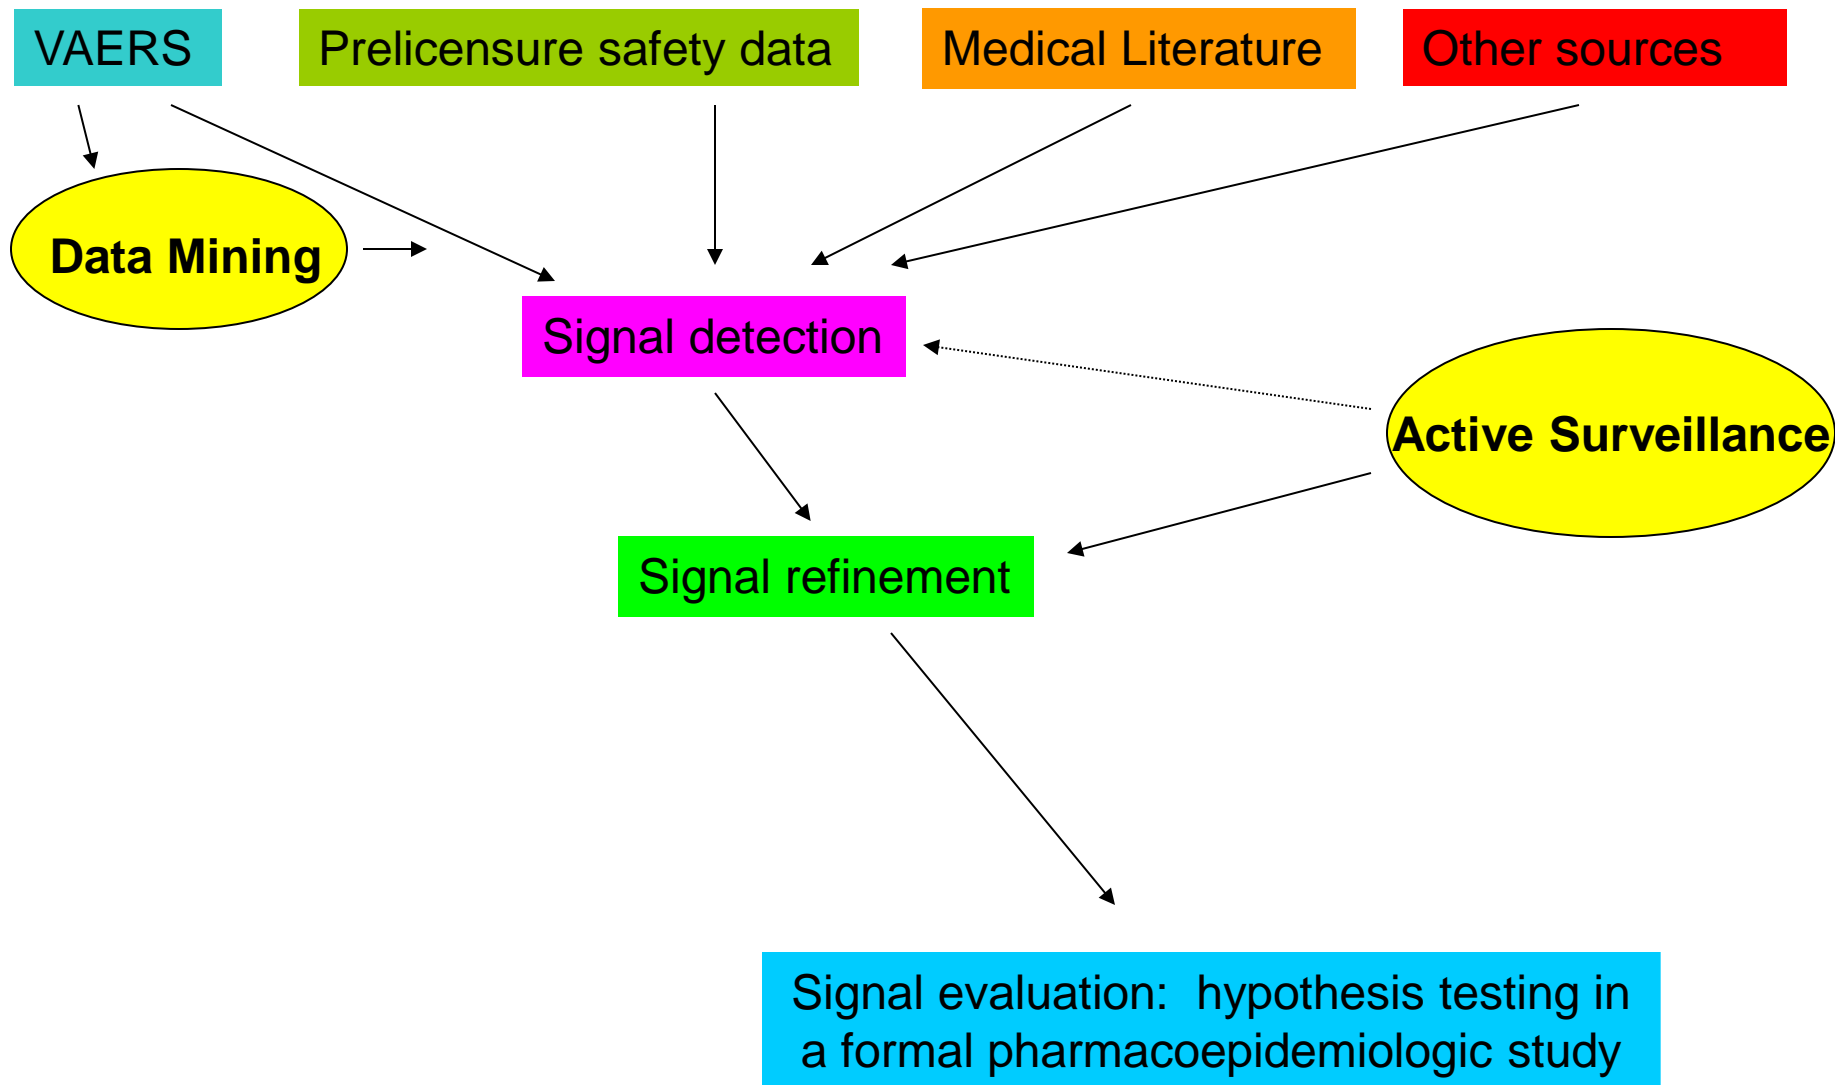 VAERS
Prelicensure safety data
Medical Literature
Other sources
Data Mining
Signal detection
Active Surveillance
Signal refinement
Signal evaluation:  hypothesis testing in
a formal pharmacoepidemiologic study